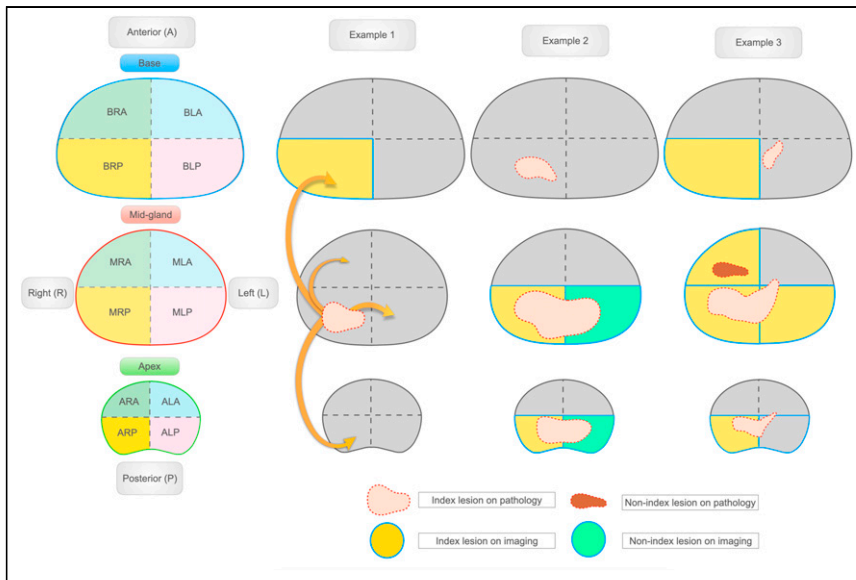 Anterior (A)
Example 1
Example 2
Example 3
Base
BRA
BLA
BRP
BLP
Mid-gland
MRA
MLA
Right (R)
Left (L)
MRP
MLP
Apex
ARA
ALA
ARP
ALP
Posterior (P)
Index lesion on pathology
Non-index lesion on pathology
Index lesion on imaging
Non-index lesion on imaging